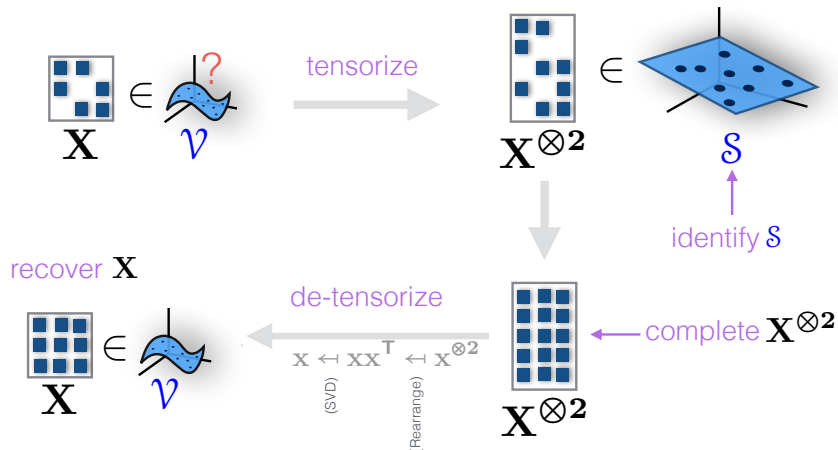 ?
tensorize
∈
∈
X
𝒱
X^{⊗2}
𝒮
identify 𝒮
recover X
de-tensorize
∈
complete X^{⊗2}
x ↤ xx^T ↤ x^{⊗2}
(SVD)
(Rearrange)
X
𝒱
X^{⊗2}